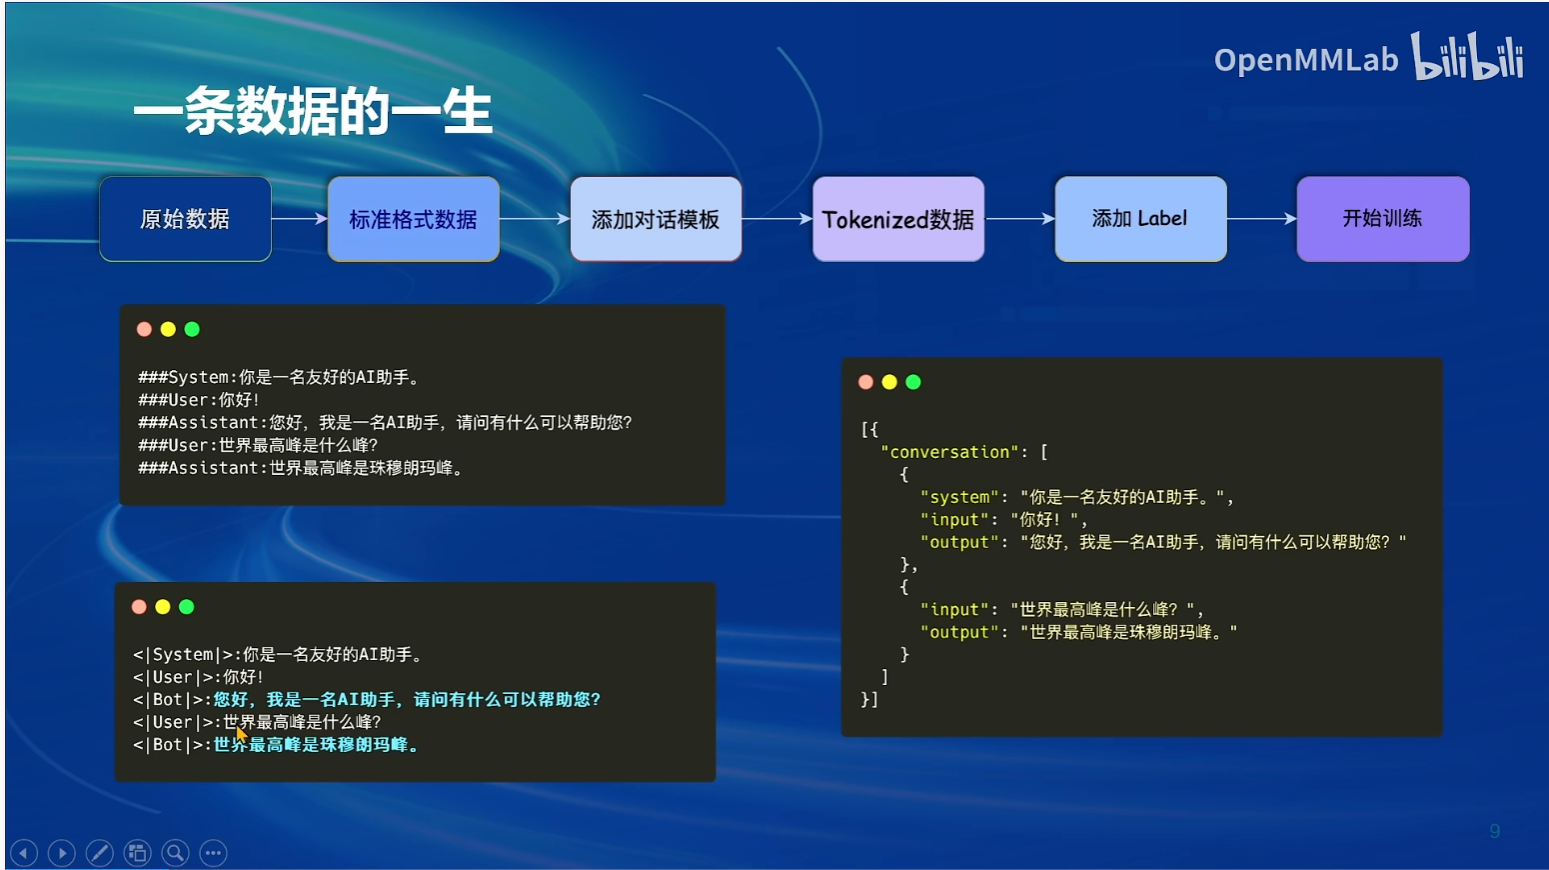 OpenMMLab bilibili
一条数据的一生
原始数据
标准格式数据
添加对话模板
Tokenized数据
添加 Label
开始训练
###System:你是一名友好的AI助手。
###User:你好!
###Assistant:您好，我是一名AI助手，请问有什么可以帮助您?
###User:世界最高峰是什么峰?
###Assistant:世界最高峰是珠穆朗玛峰。
<|System|>:你是一名友好的AI助手。
<|User|>:你好!
<|Bot|>:您好，我是一名AI助手，请问有什么可以帮助您?
<|User|>:世界最高峰是什么峰?
<|Bot|>:世界最高峰是珠穆朗玛峰。
[{
"conversation": [
{
"system": "你是一名友好的AI助手。",
"input": "你好! ",
"output": "您好，我是一名AI助手，请问有什么可以帮助您? "
},
{
"input": "世界最高峰是什么峰? ",
"output": "世界最高峰是珠穆朗玛峰。"
}
]
}]
9